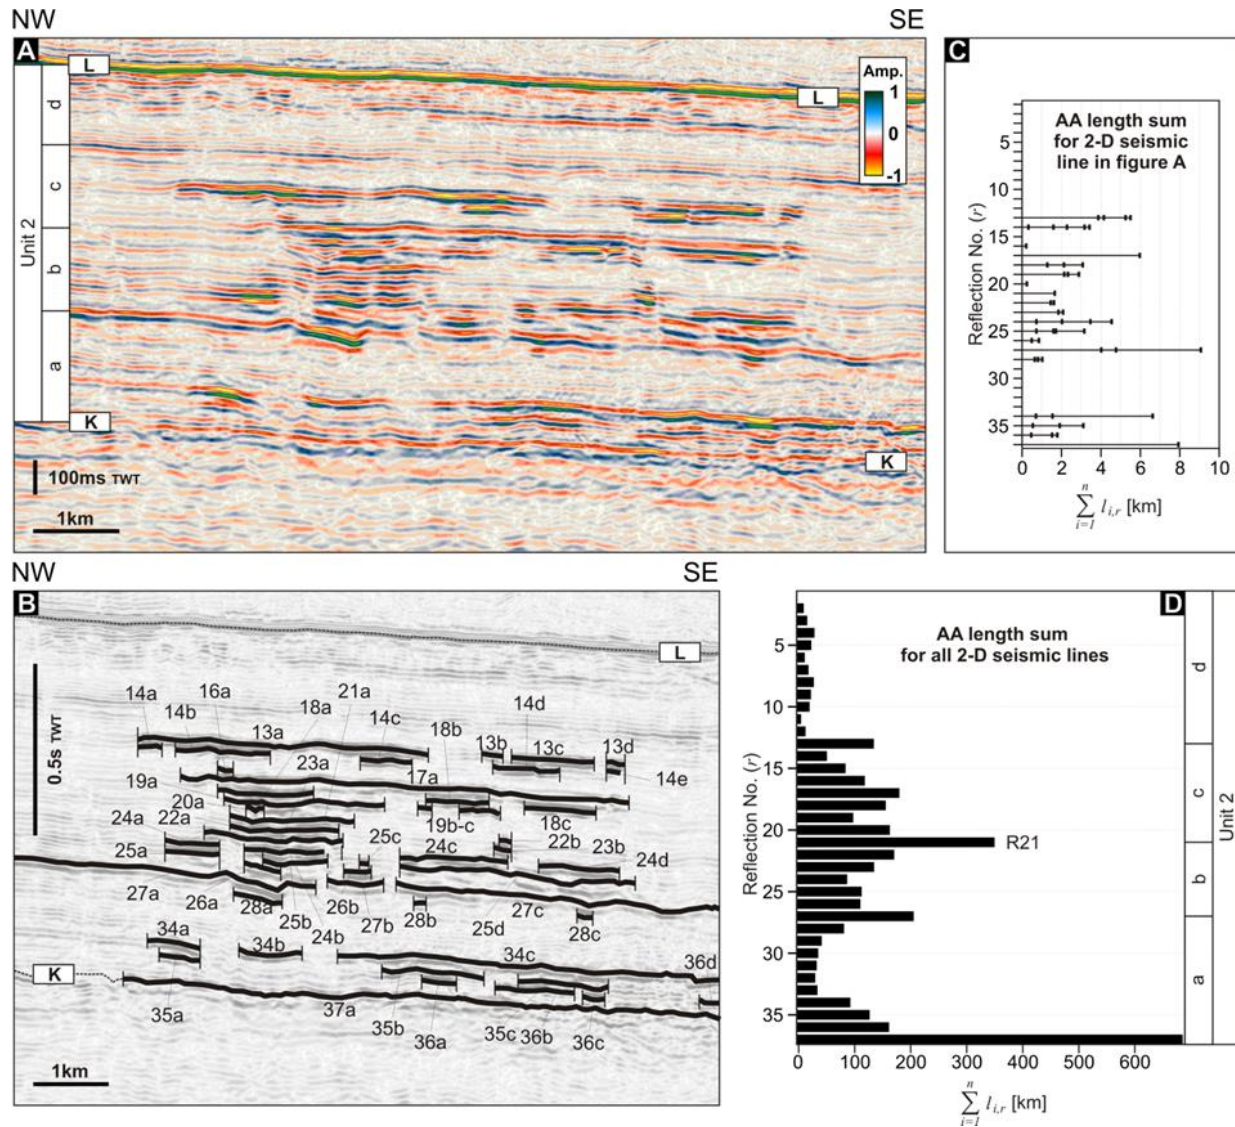 NW
SE
A
L
L
Amp.
1
0
-1
d
c
b
a
Unit 2
K
K
100ms TWT
1km
C
AA length sum
for 2-D seismic
line in figure A
Reflection No. (r)
5
10
15
20
25
30
35
0 2 4 6 8 10
n
∑ l i,r [km]
i=1
NW
SE
B
L
0.5s TWT
14a
16a
14b
18a
13a
21a
14c
18b
14d
13b
13c
13d
14e
19a
23a
17a
20a
24a
22a
25a
25c
24c
19b-c
18c
22b
23b
24d
27a
26a
28a
25b
24b
26b
27b
28b
25d
27c
28c
34a
34b
34c
36d
K
35a
37a
35b
36a
35c
36b
36c
1km
D
AA length sum
for all 2-D seismic lines
Reflection No. (r)
5
10
15
20
25
30
35
R21
d
c
b
a
Unit 2
0 100 200 300 400 500 600
n
∑ l i,r [km]
i=1